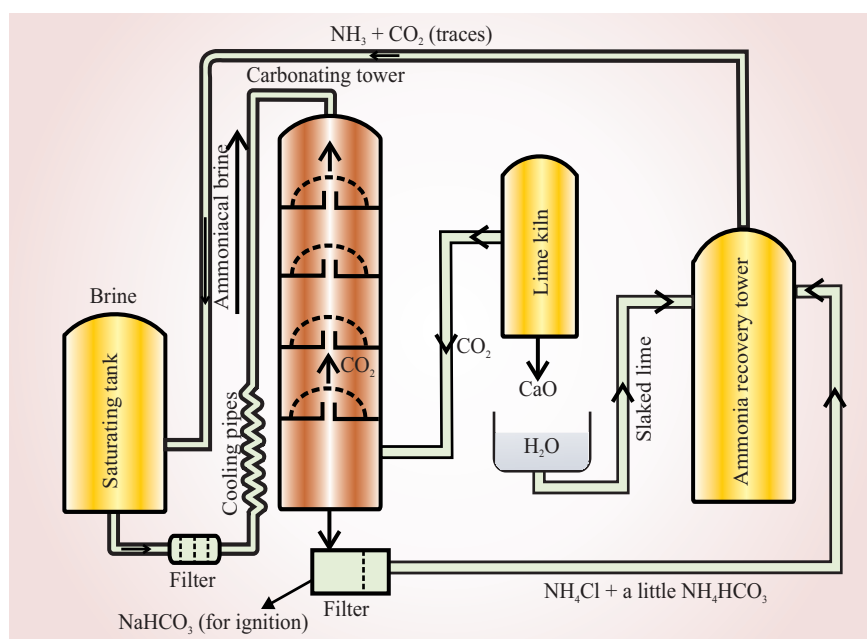 NH₃ + CO₂ (traces)
Carbonating tower
Ammoniacal brine
Brine
Saturating tank
Cooling pipes
Filter
CO₂
Lime kiln
CO₂
CaO
H₂O
Slaked lime
Ammonia recovery tower
NH₄Cl + a little NH₄HCO₃
Filter
NaHCO₃ (for ignition)